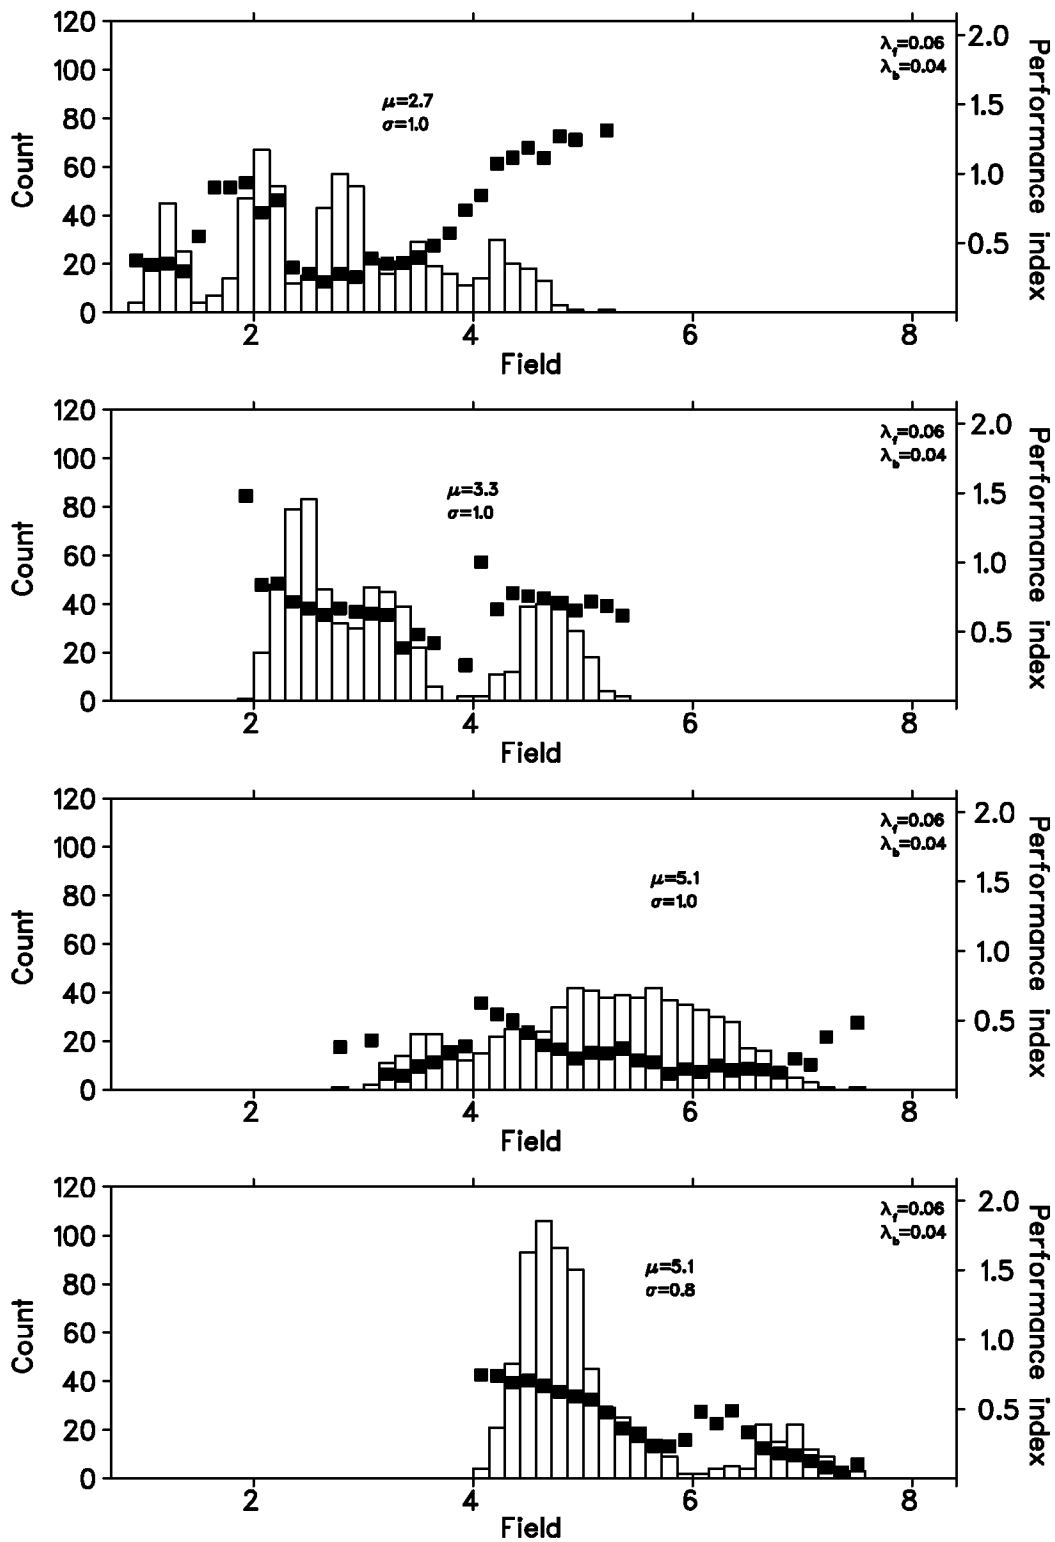 120
100
80
60
40
20
0
Count
2
4
6
8
Field
2.0
1.5
1.0
0.5
Performance index
λf=0.06
λb=0.04
μ=2.7
σ=1.0
120
100
80
60
40
20
0
Count
2
4
6
8
Field
2.0
1.5
1.0
0.5
Performance index
λf=0.06
λb=0.04
μ=3.3
σ=1.0
120
100
80
60
40
20
0
Count
2
4
6
8
Field
2.0
1.5
1.0
0.5
Performance index
λf=0.06
λb=0.04
μ=5.1
σ=1.0
120
100
80
60
40
20
0
Count
2
4
6
8
Field
2.0
1.5
1.0
0.5
Performance index
λf=0.06
λb=0.04
μ=5.1
σ=0.8